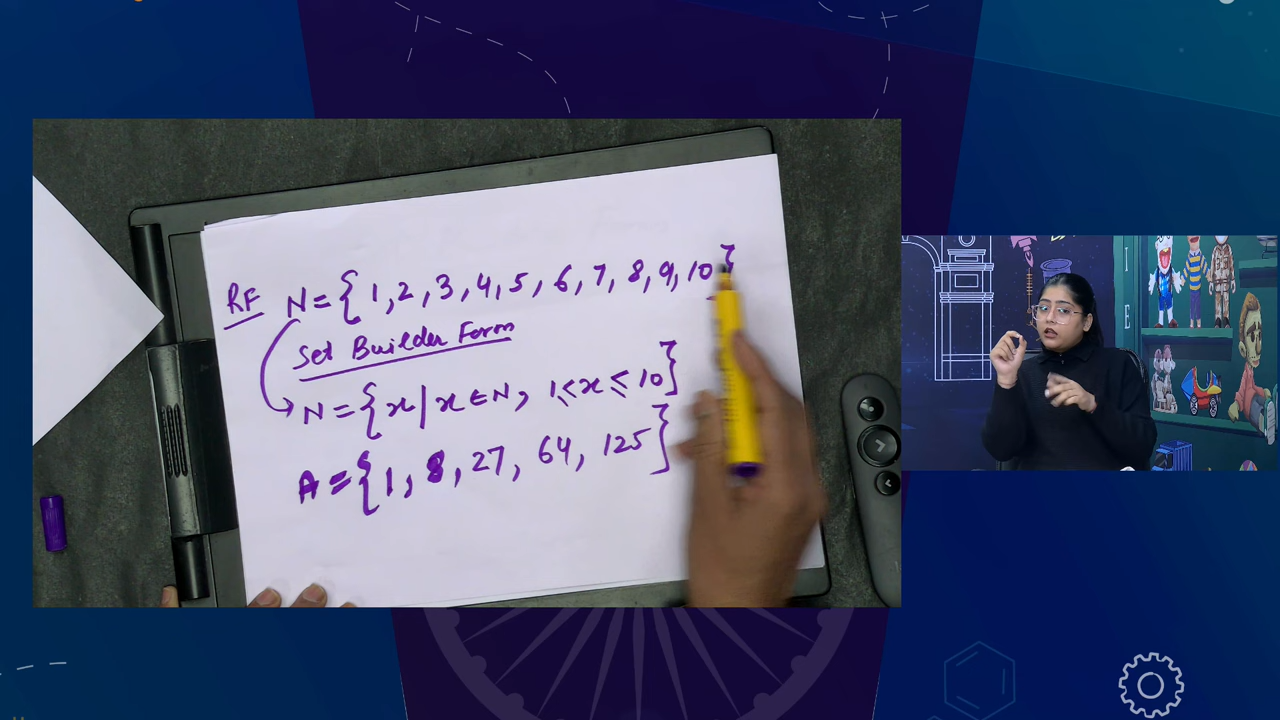 RF N = { 1, 2, 3, 4, 5, 6, 7, 8, 9, 10 }
Set Builder Form
N = { x | x ∈ N, 1 ≤ x ≤ 10 }
A = { 1, 8, 27, 64, 125 }
I
E